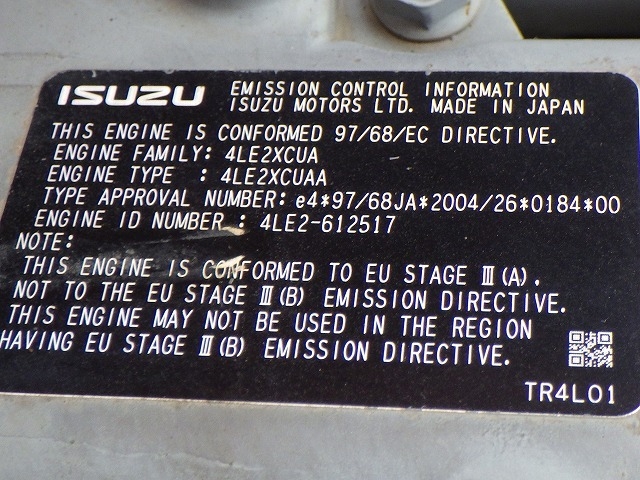 ISUZU EMISSION CONTROL INFORMATION
ISUZU MOTORS LTD. MADE IN JAPAN
THIS ENGINE IS CONFORMED 97/68/EC DIRECTIVE.
ENGINE FAMILY: 4LE2XCUA
ENGINE TYPE : 4LE2XCUAA
TYPE APPROVAL NUMBER: e4*97/68JA*2004/26*0184*00
ENGINE ID NUMBER : 4LE2-612517
NOTE:
THIS ENGINE IS CONFORMED TO EU STAGE Ⅲ(A).
NOT TO THE EU STAGE Ⅲ(B) EMISSION DIRECTIVE.
THIS ENGINE MAY NOT BE USED IN THE REGION
HAVING EU STAGE Ⅲ(B) EMISSION DIRECTIVE.
TR4L01